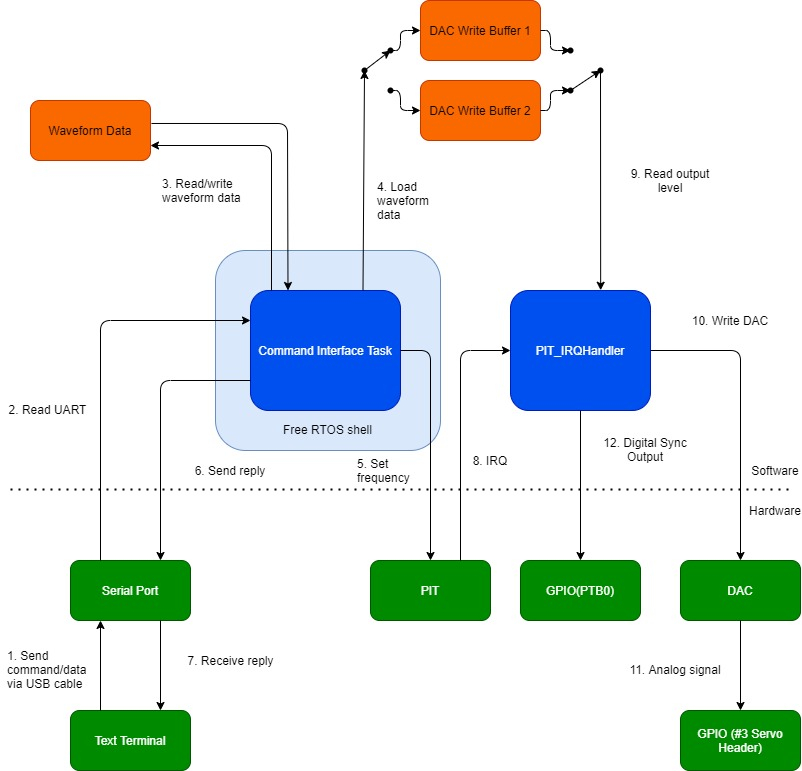 DAC Write Buffer 1
DAC Write Buffer 2
Waveform Data
3. Read/write
waveform data
4. Load
waveform
data
9. Read output
level
Command Interface Task
PIT_IRQHandler
10. Write DAC
2. Read UART
Free RTOS shell
6. Send reply
5. Set
frequency
8. IRQ
12. Digital Sync
Output
Software
Hardware
Serial Port
PIT
GPIO(PTB0)
DAC
1. Send
command/data
via USB cable
7. Receive reply
11. Analog signal
Text Terminal
GPIO (#3 Servo
Header)